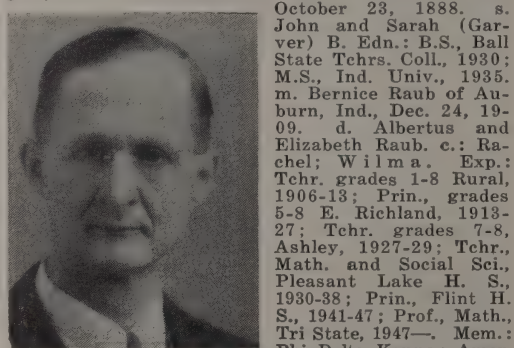 October 23, 1888. s.
John and Sarah (Gar-
ver) B. Edn.: B.S., Ball
State Tchrs. Coll., 1930;
M.S., Ind. Univ., 1935.
m. Bernice Raub of Au-
burn, Ind., Dec. 24, 19-
09. d. Albertus and
Elizabeth Raub. c.: Ra-
chel; Wilma. Exp.:
Tchr. grades 1-8 Rural,
1906-13; Prin., grades
5-8 E. Richland, 1913-
27; Tchr. grades 7-8,
Ashley, 1927-29; Tchr.,
Math. and Social Sci.,
Pleasant Lake H. S.,
1930-38; Prin., Flint H.
S., 1941-47; Prof., Math.,
Tri State, 1947—. Mem.: